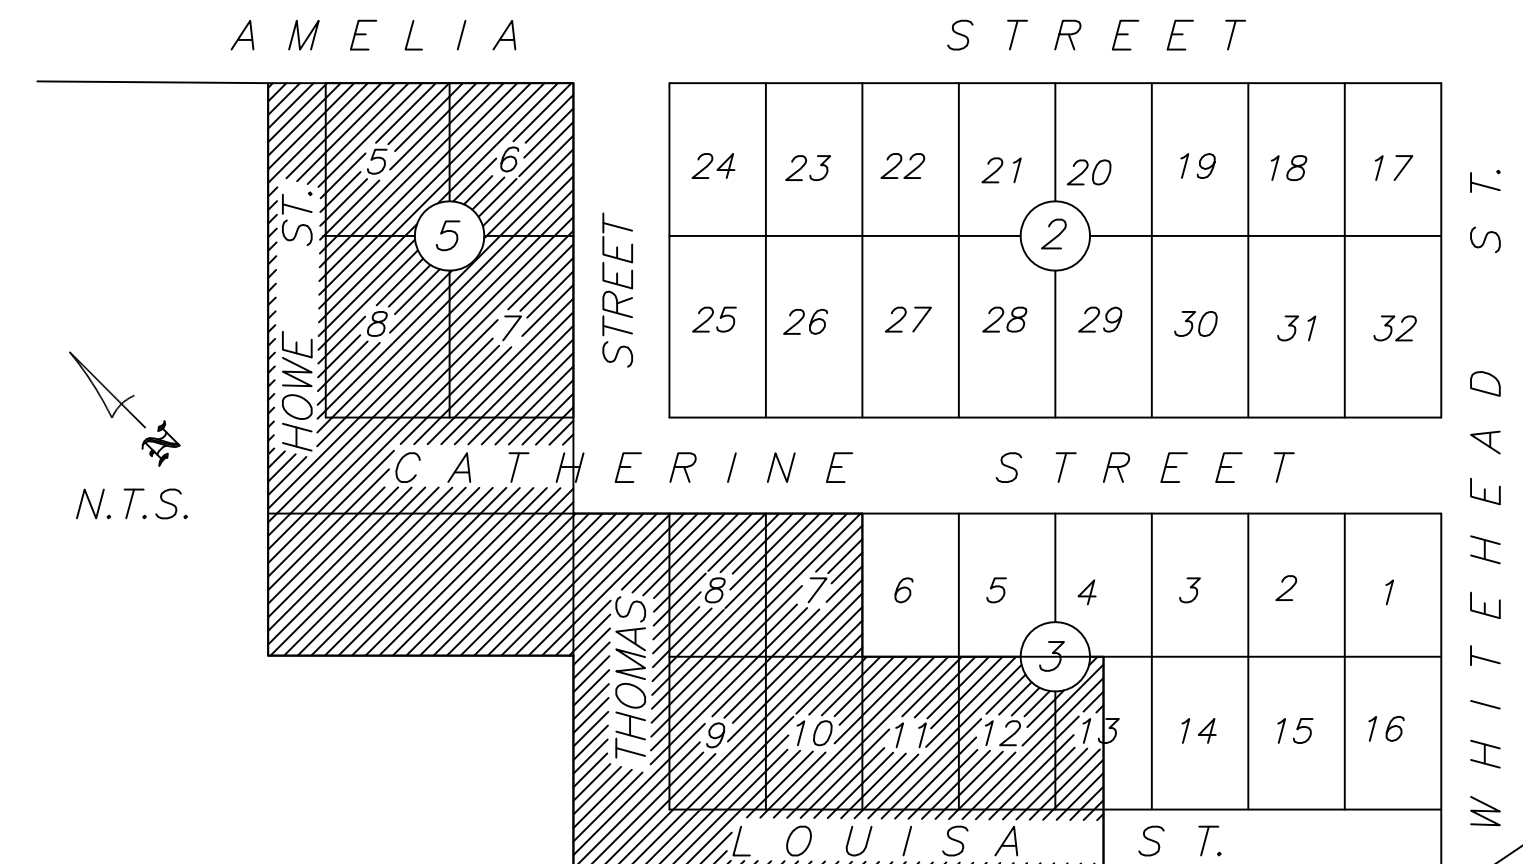 AMELIA STREET
5 6
24 23 22 21 20 19 18 17
HOWE ST.
5
STREET
2
WHITEHEAD ST.
8 7
25 26 27 28 29 30 31 32
N
N.T.S.
CATHERINE STREET
8 7 6 5 4 3 2 1
THOMAS
3
9 10 11 12 13 14 15 16
LOUISA ST.